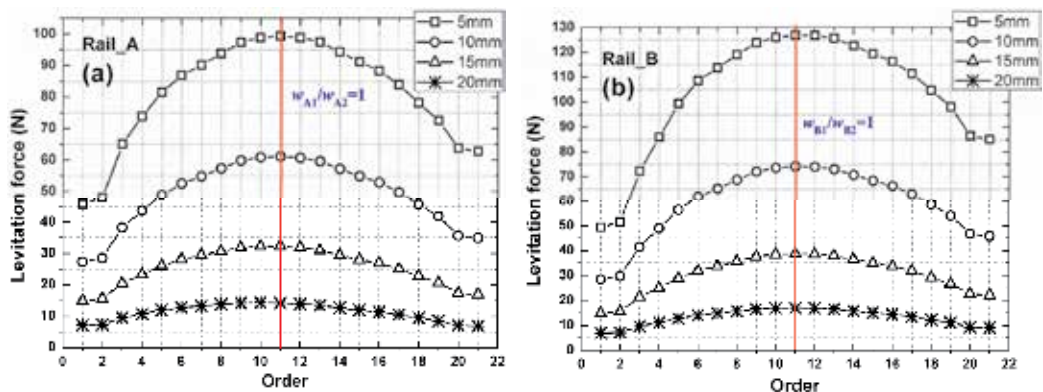 Rail_A
(a)
5mm
10mm
15mm
20mm
w_A1/w_A2=1
Levitation force (N)
100
90
80
70
60
50
40
30
20
10
0
0 2 4 6 8 10 12 14 16 18 20 22
Order
Rail_B
(b)
5mm
10mm
15mm
20mm
w_B1/w_B2=1
Levitation force (N)
130
120
110
100
90
80
70
60
50
40
30
20
10
0
0 2 4 6 8 10 12 14 16 18 20 22
Order